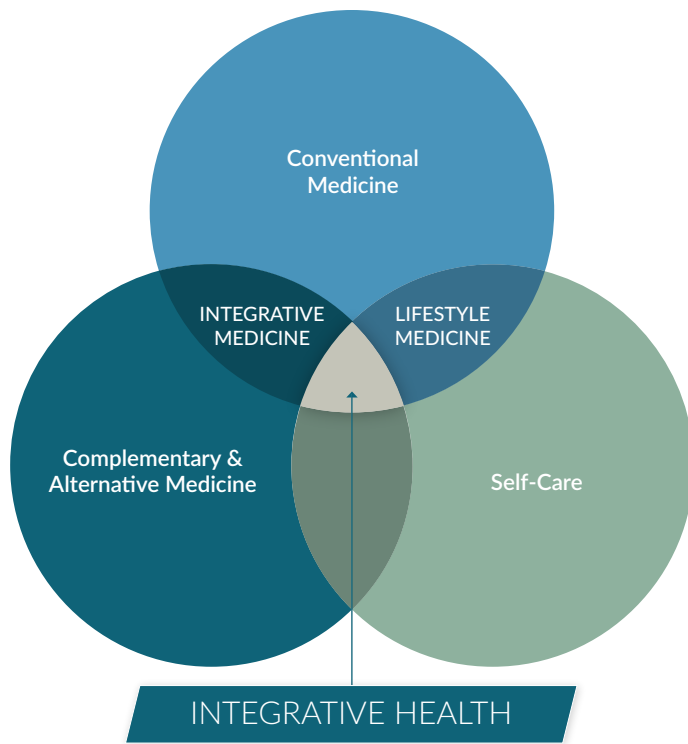 Conventional
Medicine
INTEGRATIVE
MEDICINE
LIFESTYLE
MEDICINE
Complementary &
Alternative Medicine
Self-Care
INTEGRATIVE HEALTH